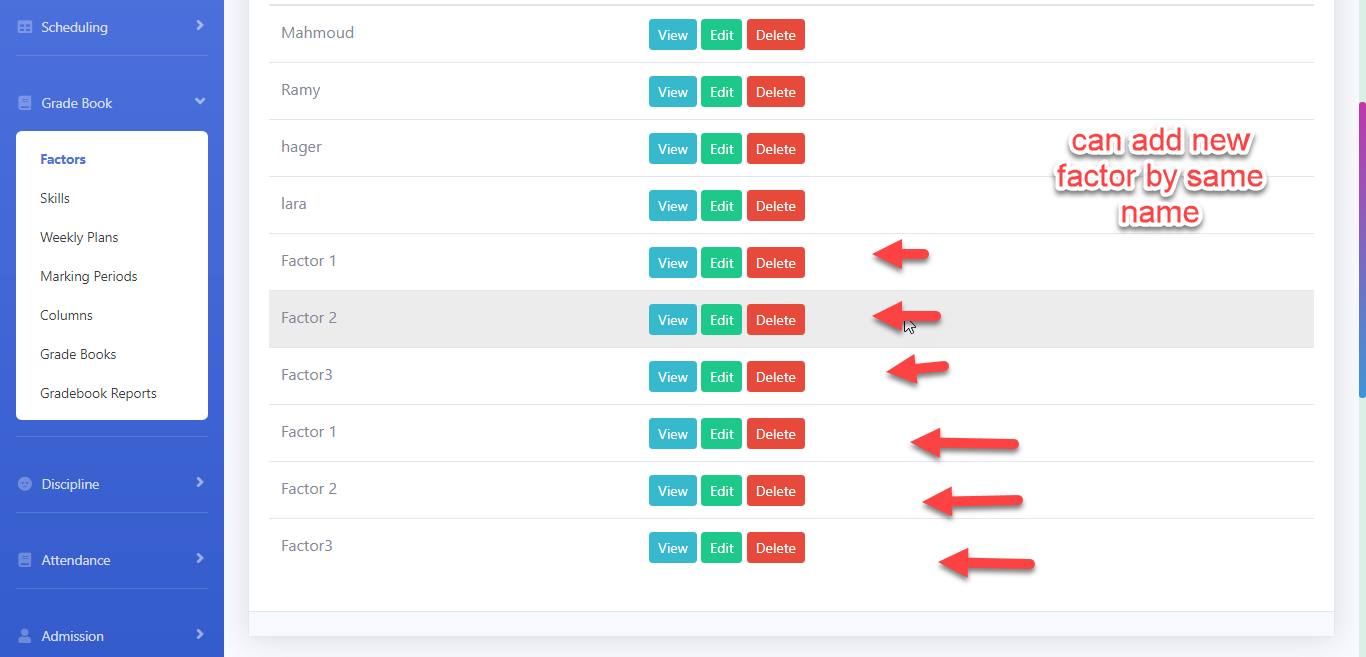 Scheduling
Grade Book
Factors
Skills
Weekly Plans
Marking Periods
Columns
Grade Books
Gradebook Reports
Discipline
Attendance
Admission
Mahmoud View Edit Delete
Ramy View Edit Delete
hager View Edit Delete
lara View Edit Delete
Factor 1 View Edit Delete
Factor 2 View Edit Delete
Factor3 View Edit Delete
Factor 1 View Edit Delete
Factor 2 View Edit Delete
Factor3 View Edit Delete
can add new
factor by same
name